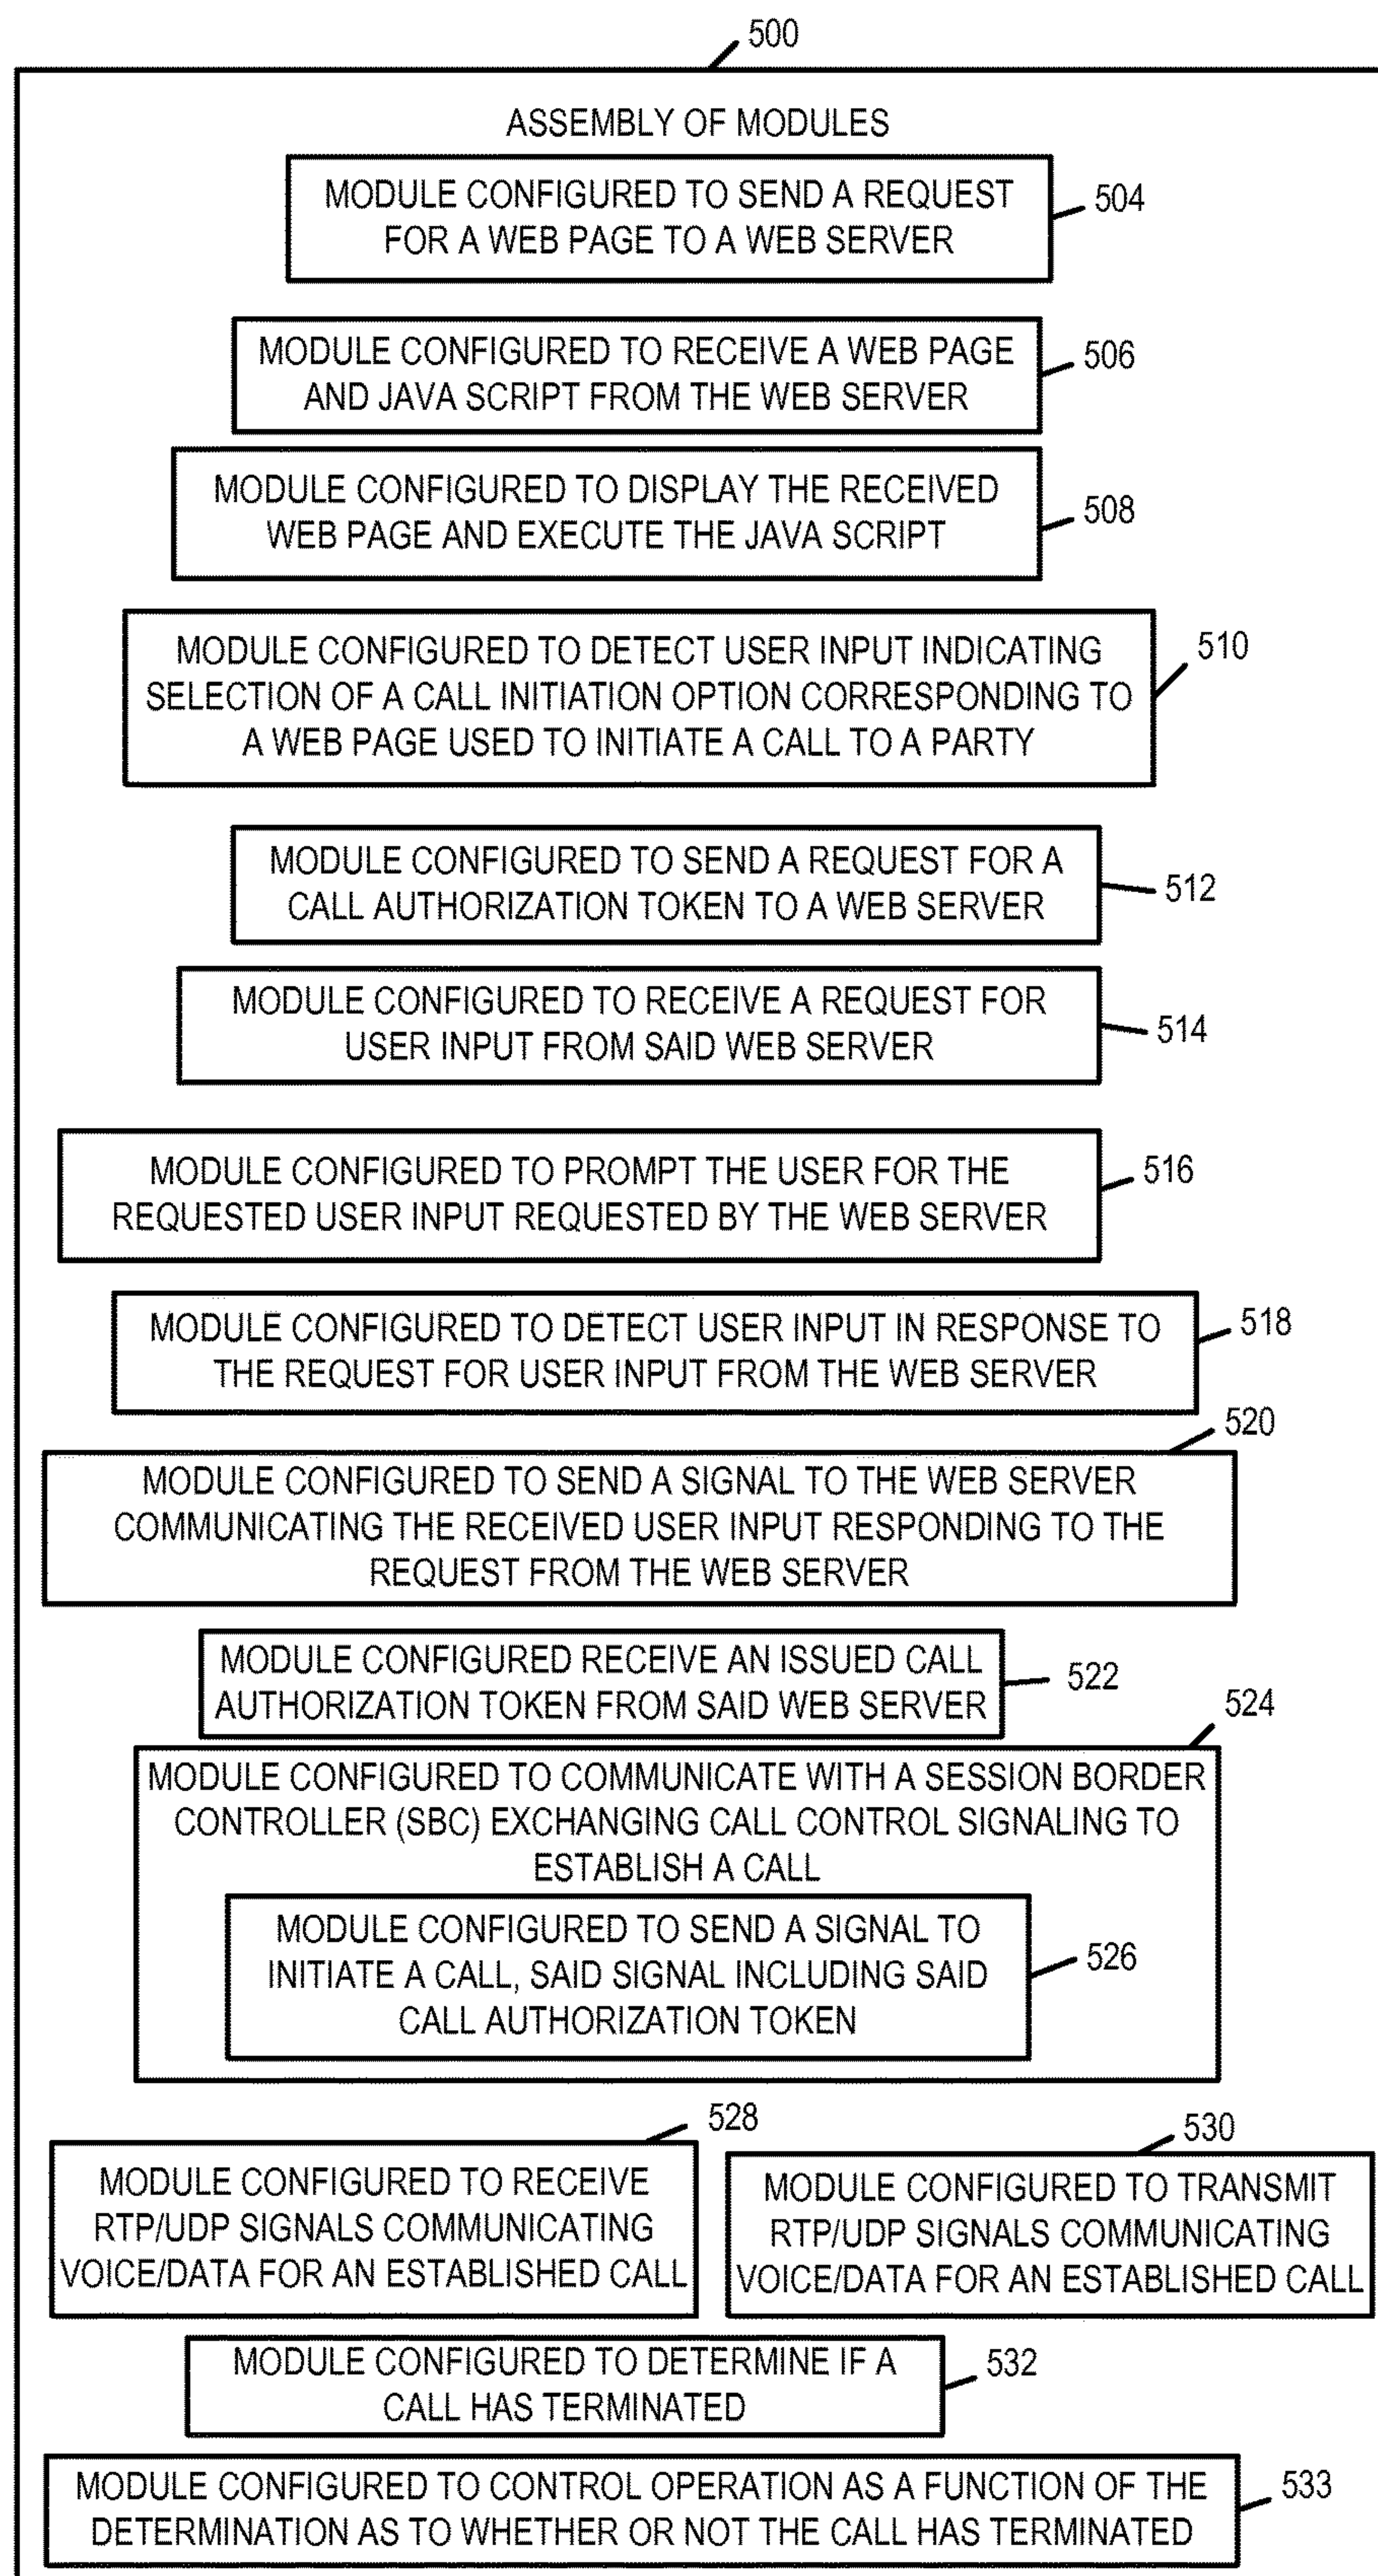 500
ASSEMBLY OF MODULES
MODULE CONFIGURED TO SEND A REQUEST
FOR A WEB PAGE TO A WEB SERVER
504
MODULE CONFIGURED TO RECEIVE A WEB PAGE
AND JAVA SCRIPT FROM THE WEB SERVER
506
MODULE CONFIGURED TO DISPLAY THE RECEIVED
WEB PAGE AND EXECUTE THE JAVA SCRIPT
508
MODULE CONFIGURED TO DETECT USER INPUT INDICATING
SELECTION OF A CALL INITIATION OPTION CORRESPONDING TO
A WEB PAGE USED TO INITIATE A CALL TO A PARTY
510
MODULE CONFIGURED TO SEND A REQUEST FOR A
CALL AUTHORIZATION TOKEN TO A WEB SERVER
512
MODULE CONFIGURED TO RECEIVE A REQUEST FOR
USER INPUT FROM SAID WEB SERVER
514
MODULE CONFIGURED TO PROMPT THE USER FOR THE
REQUESTED USER INPUT REQUESTED BY THE WEB SERVER
516
MODULE CONFIGURED TO DETECT USER INPUT IN RESPONSE TO
THE REQUEST FOR USER INPUT FROM THE WEB SERVER
518
520
MODULE CONFIGURED TO SEND A SIGNAL TO THE WEB SERVER
COMMUNICATING THE RECEIVED USER INPUT RESPONDING TO THE
REQUEST FROM THE WEB SERVER
MODULE CONFIGURED RECEIVE AN ISSUED CALL
AUTHORIZATION TOKEN FROM SAID WEB SERVER
522
524
MODULE CONFIGURED TO COMMUNICATE WITH A SESSION BORDER
CONTROLLER (SBC) EXCHANGING CALL CONTROL SIGNALING TO
ESTABLISH A CALL
MODULE CONFIGURED TO SEND A SIGNAL TO
INITIATE A CALL, SAID SIGNAL INCLUDING SAID
CALL AUTHORIZATION TOKEN
526
528
MODULE CONFIGURED TO RECEIVE
RTP/UDP SIGNALS COMMUNICATING
VOICE/DATA FOR AN ESTABLISHED CALL
530
MODULE CONFIGURED TO TRANSMIT
RTP/UDP SIGNALS COMMUNICATING
VOICE/DATA FOR AN ESTABLISHED CALL
MODULE CONFIGURED TO DETERMINE IF A
CALL HAS TERMINATED
532
MODULE CONFIGURED TO CONTROL OPERATION AS A FUNCTION OF THE
DETERMINATION AS TO WHETHER OR NOT THE CALL HAS TERMINATED
533